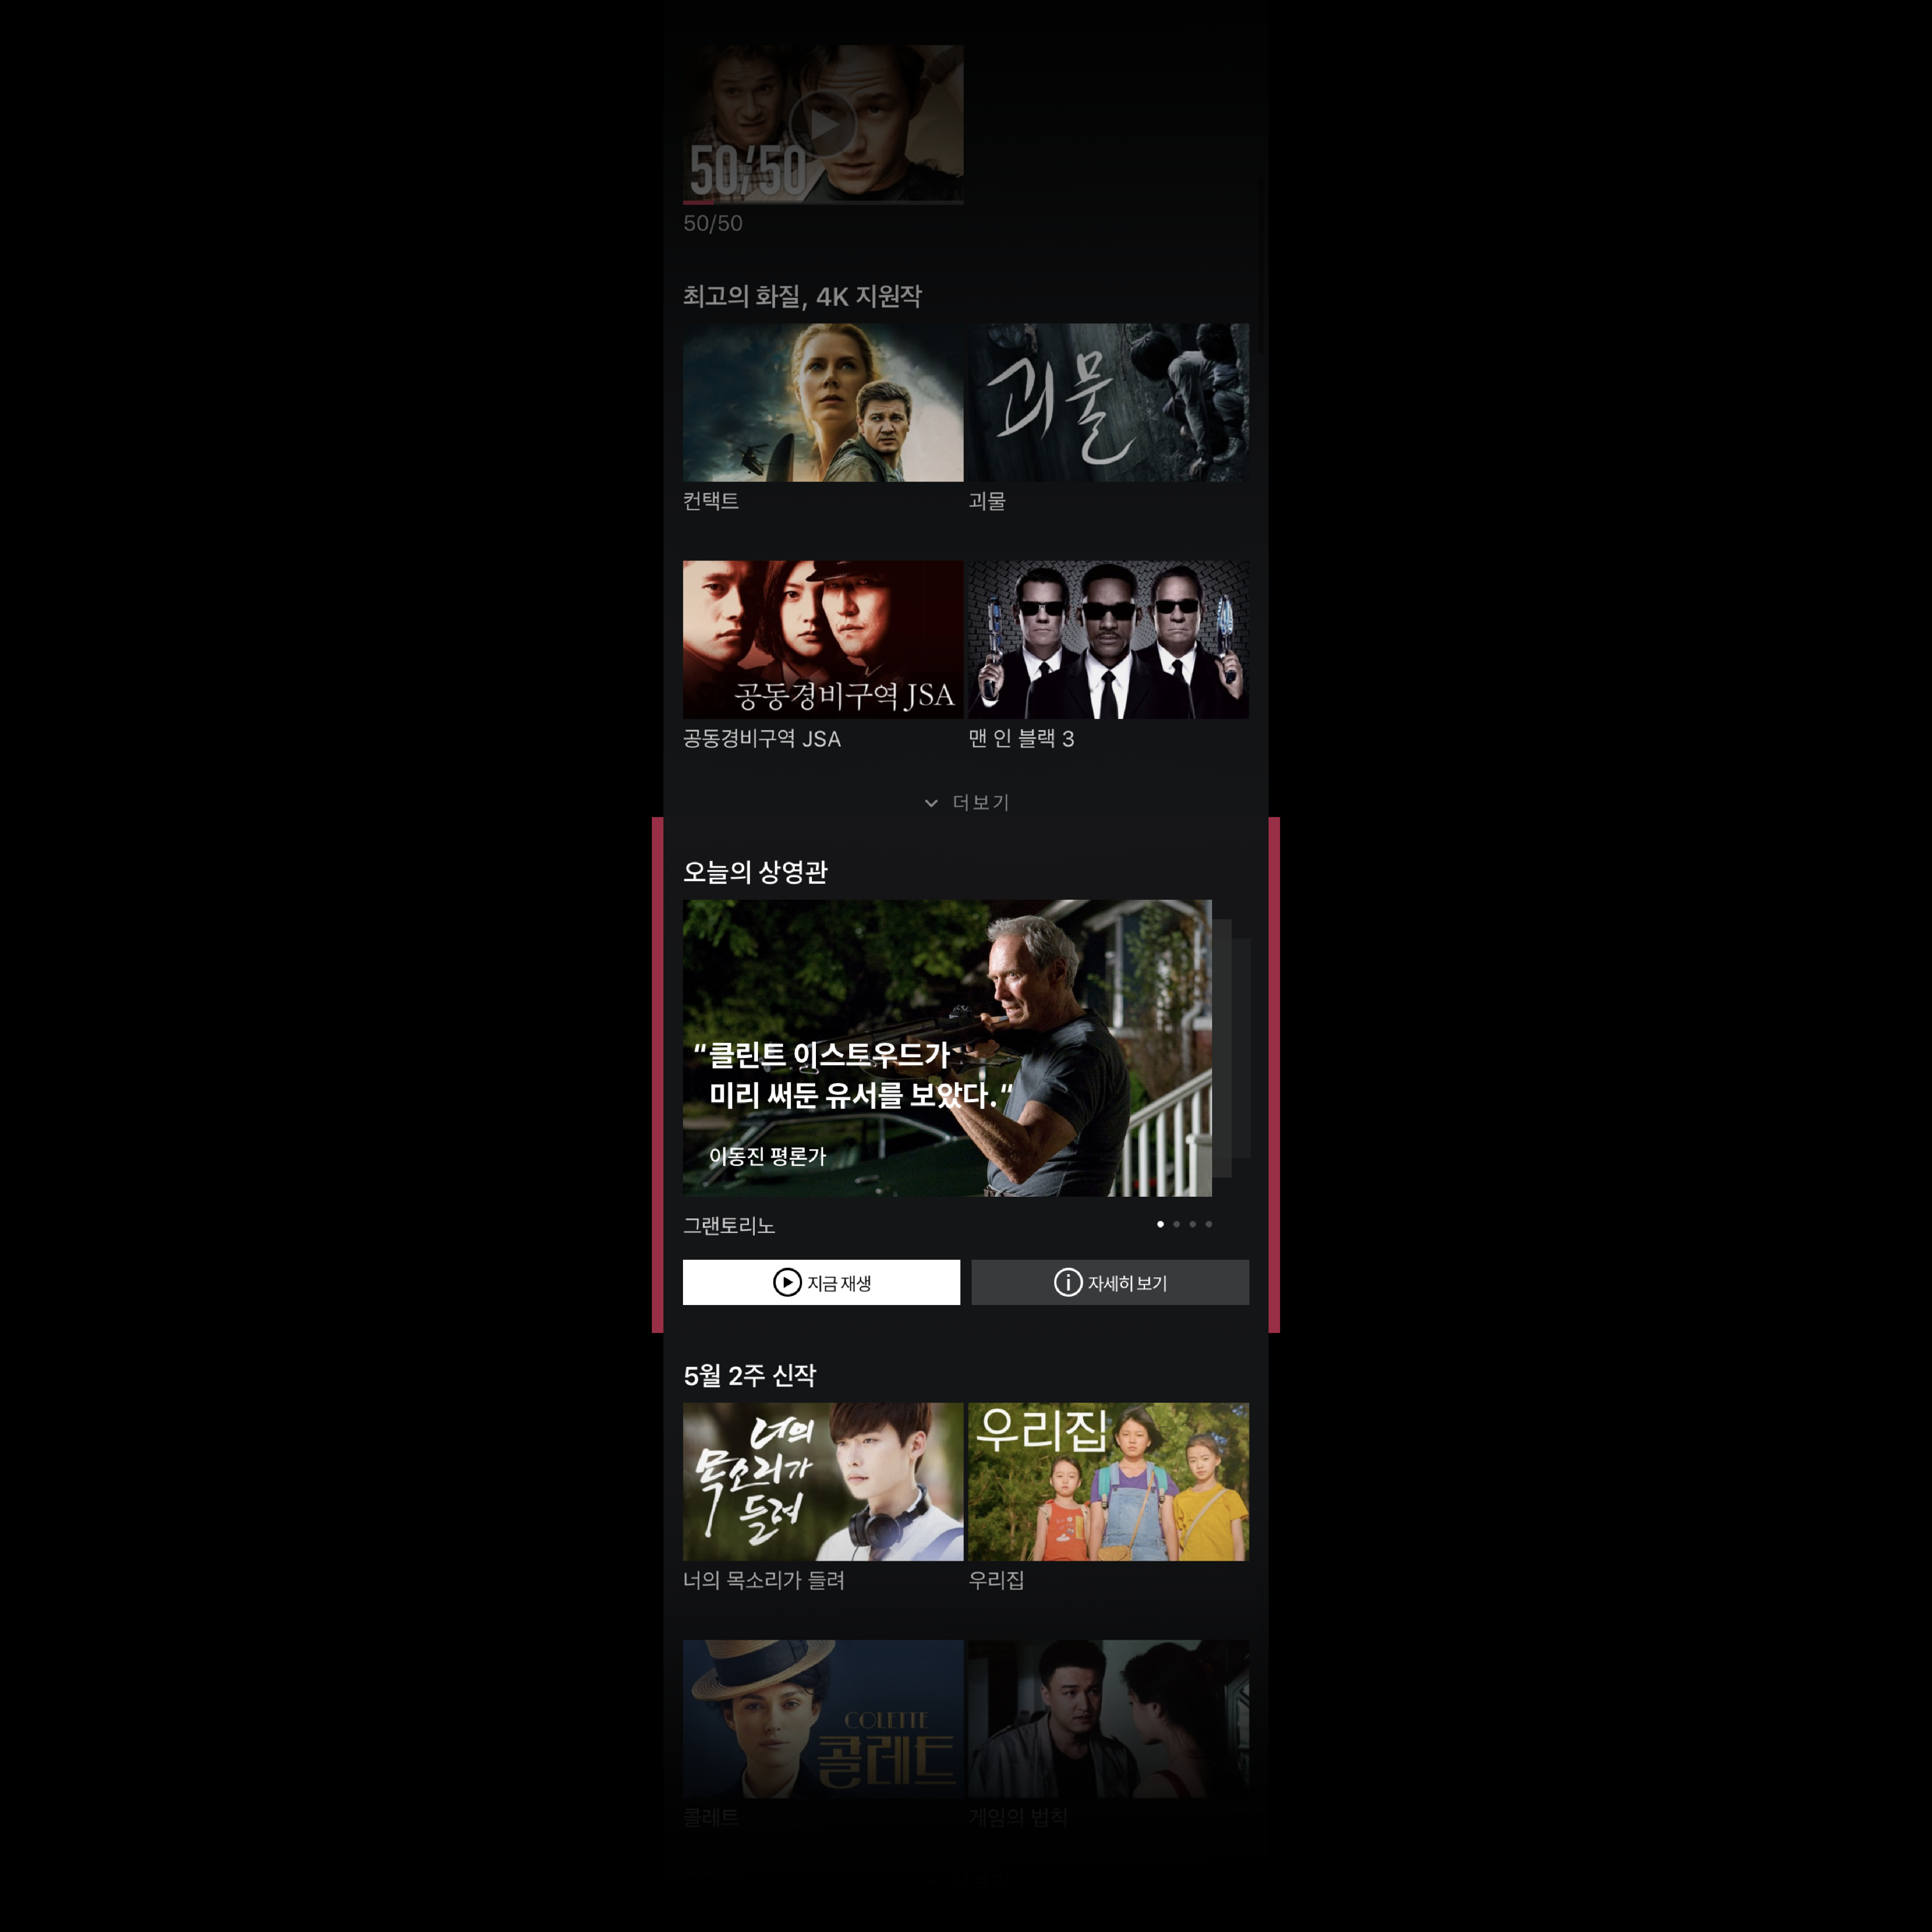 50/50
50/50
최고의 화질, 4K 지원작
괴물
컨택트
괴물
공동경비구역 JSA
공동경비구역 JSA
맨 인 블랙 3
더보기
오늘의 상영관
“클린트 이스트우드가
미리 써둔 유서를 보았다.“
이동진 평론가
그랜토리노
지금 재생
자세히 보기
5월 2주 신작
너의
목소리가
들려
우리집
너의 목소리가 들려
우리집
COLETTE
콜레트
콜레트
게임의 법칙